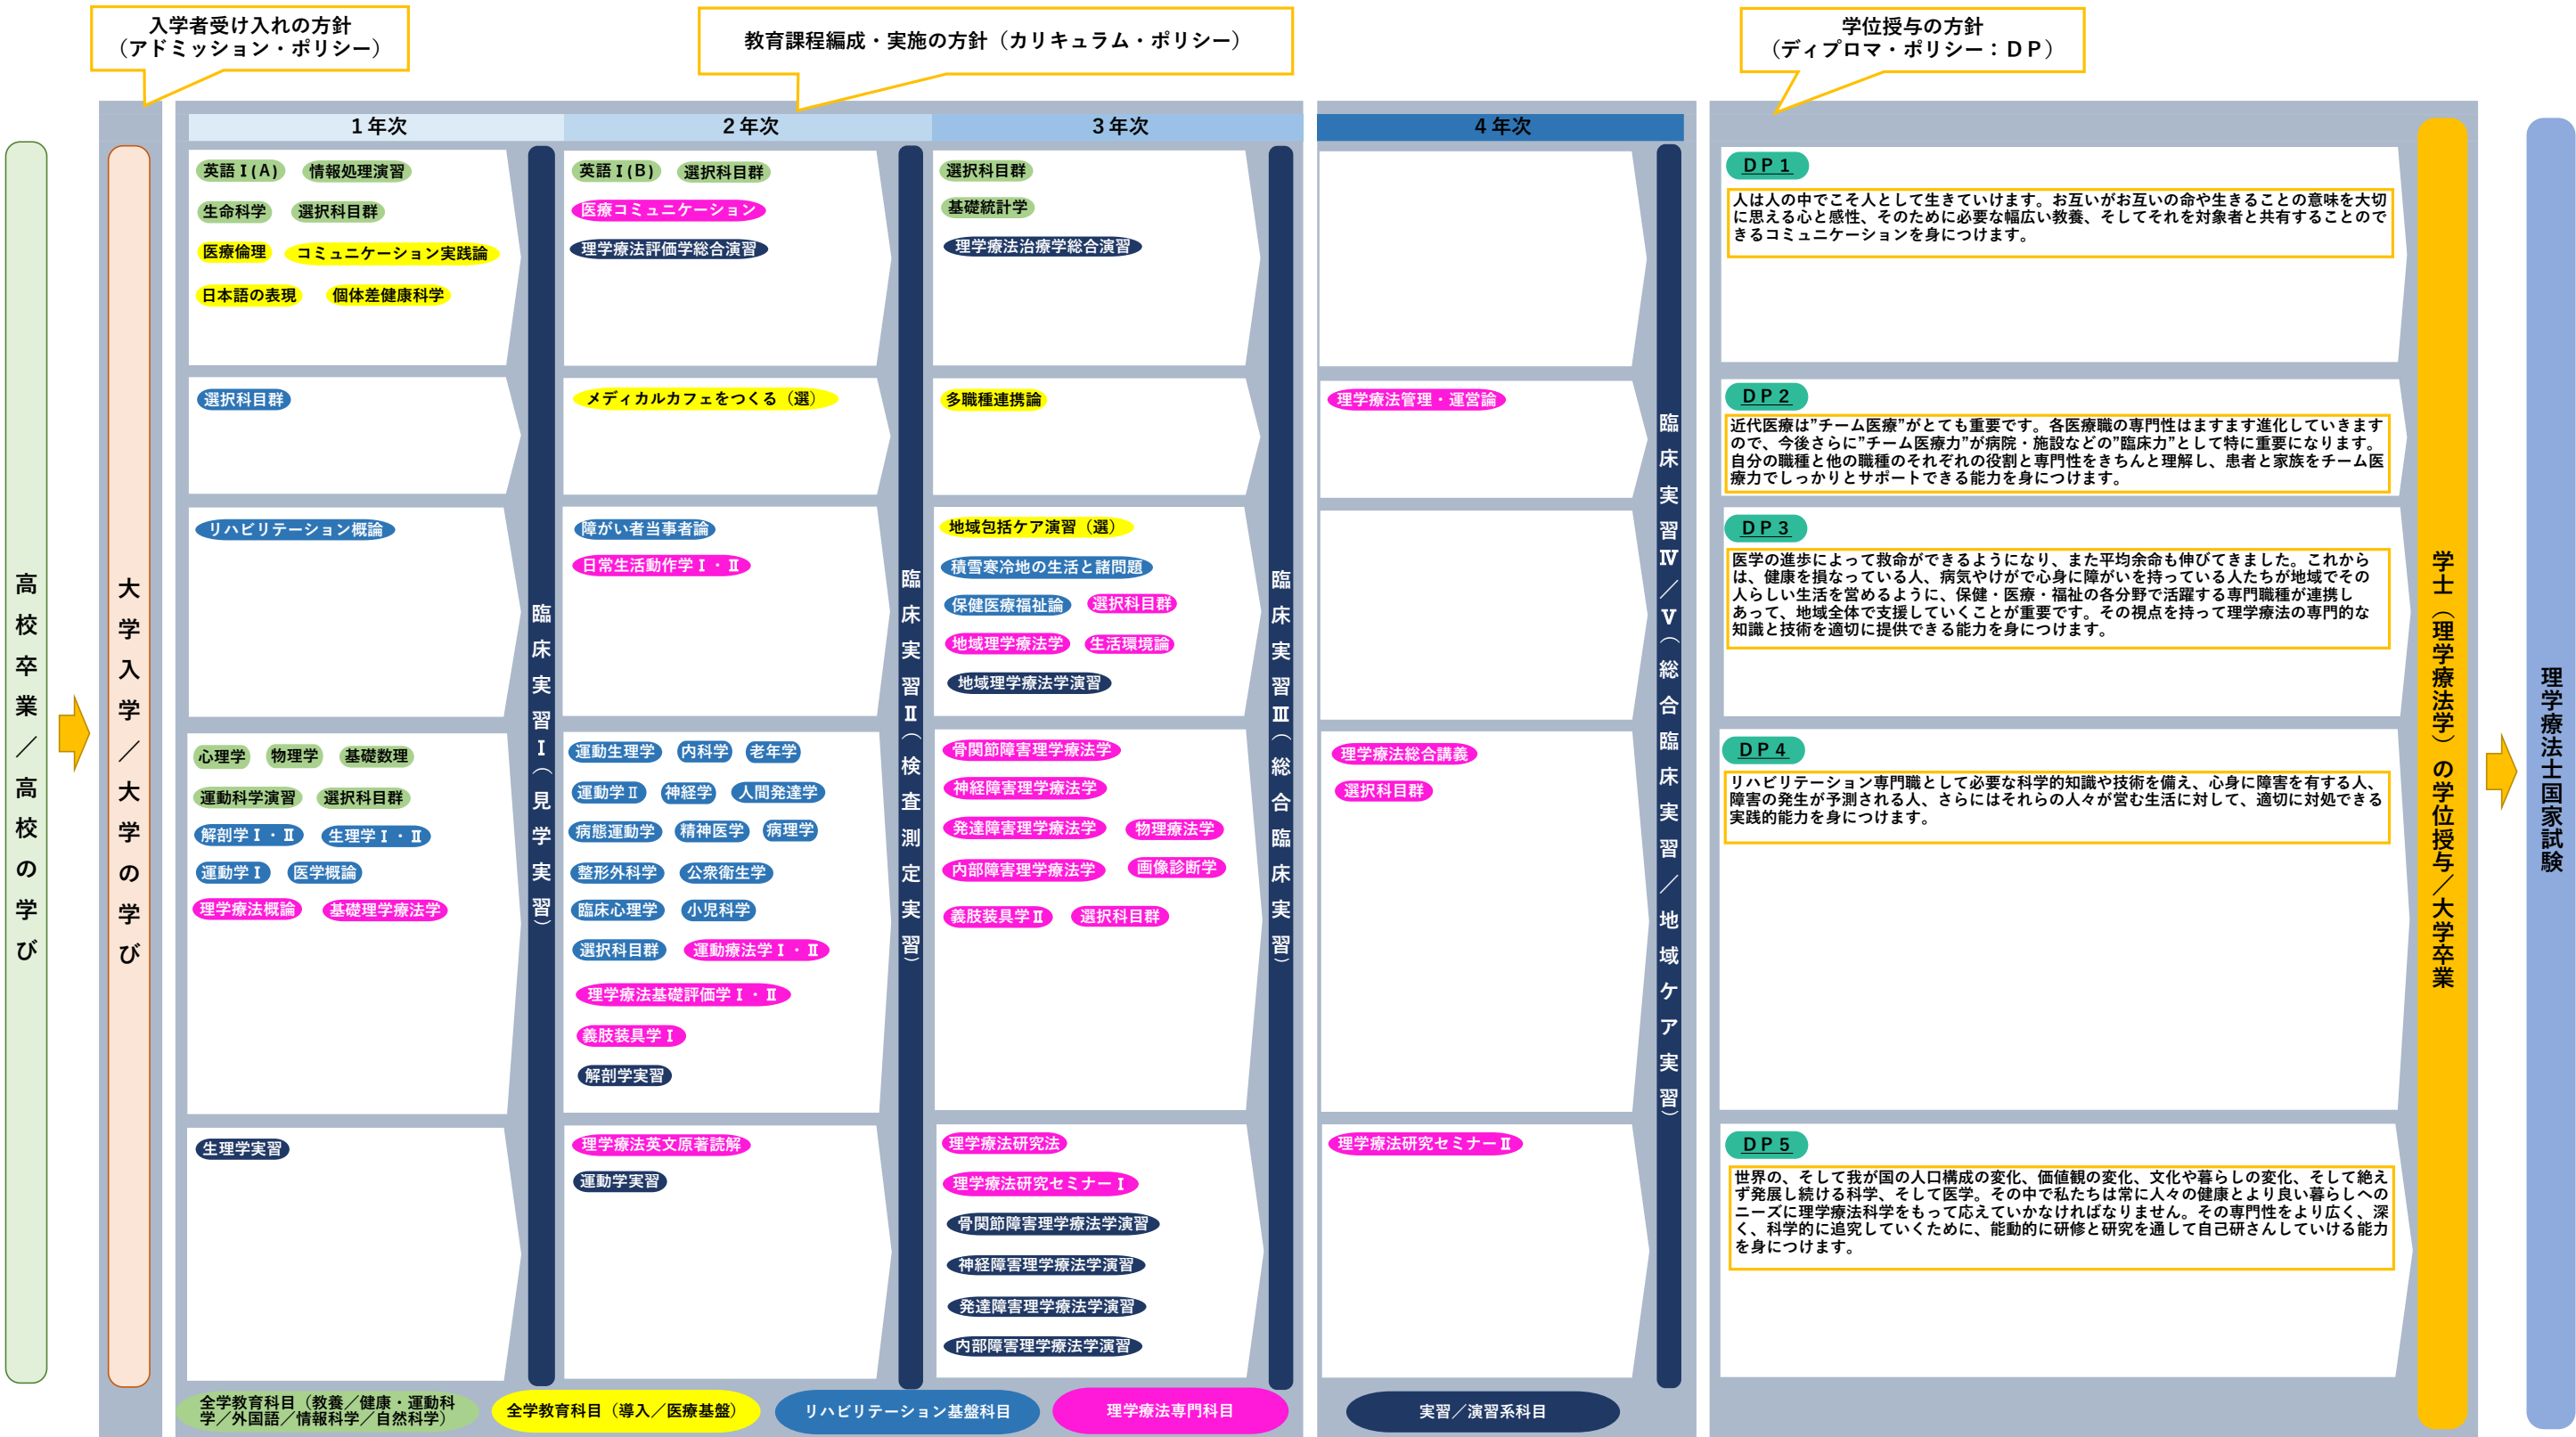 入学者受け入れの方針
（アドミッション・ポリシー）
教育課程編成・実施の方針（カリキュラム・ポリシー）
学位授与の方針
（ディプロマ・ポリシー：ＤＰ）
高校卒業／高校の学び
大学入学／大学の学び
１年次
２年次
３年次
４年次
英語Ⅰ(Ａ)
情報処理演習
生命科学
選択科目群
医療倫理
コミュニケーション実践論
日本語の表現
個体差健康科学
英語Ⅰ(Ｂ)
選択科目群
医療コミュニケーション
理学療法評価学総合演習
選択科目群
基礎統計学
理学療法治療学総合演習
ＤＰ１
人は人の中でこそ人として生きていけます。お互いがお互いの命や生きることの意味を大切
に思える心と感性、そのために必要な幅広い教養、そしてそれを対象者と共有することので
きるコミュニケーションを身につけます。
選択科目群
メディカルカフェをつくる（選）
多職種連携論
理学療法管理・運営論
ＤＰ２
近代医療は”チーム医療”がとても重要です。各医療職の専門性はますます進化していきます
ので、今後さらに”チーム医療力”が病院・施設などの”臨床力”として特に重要になります。
自分の職種と他の職種のそれぞれの役割と専門性をきちんと理解し、患者と家族をチーム医
療力でしっかりとサポートできる能力を身につけます。
リハビリテーション概論
障がい者当事者論
日常生活動作学Ⅰ・Ⅱ
地域包括ケア演習（選）
積雪寒冷地の生活と諸問題
保健医療福祉論
選択科目群
地域理学療法学
生活環境論
地域理学療法学演習
ＤＰ３
医学の進歩によって救命ができるようになり、また平均余命も伸びてきました。これから
は、健康を損なっている人、病気やけがで心身に障がいを持っている人たちが地域でその
人らしい生活を営めるように、保健・医療・福祉の各分野で活躍する専門職種が連携し
あって、地域全体で支援していくことが重要です。その視点を持って理学療法の専門的な
知識と技術を適切に提供できる能力を身につけます。
心理学
物理学
基礎数理
運動科学演習
選択科目群
解剖学Ⅰ・Ⅱ
生理学Ⅰ・Ⅱ
運動学Ⅰ
医学概論
理学療法概論
基礎理学療法学
運動生理学
内科学
老年学
運動学Ⅱ
神経学
人間発達学
病態運動学
精神医学
病理学
整形外科学
公衆衛生学
臨床心理学
小児科学
選択科目群
運動療法学Ⅰ・Ⅱ
理学療法基礎評価学Ⅰ・Ⅱ
義肢装具学Ⅰ
解剖学実習
骨関節障害理学療法学
神経障害理学療法学
発達障害理学療法学
物理療法学
内部障害理学療法学
画像診断学
義肢装具学Ⅱ
選択科目群
理学療法総合講義
選択科目群
ＤＰ４
リハビリテーション専門職として必要な科学的知識や技術を備え、心身に障害を有する人、
障害の発生が予測される人、さらにはそれらの人々が営む生活に対して、適切に対処できる
実践的能力を身につけます。
生理学実習
理学療法英文原著読解
運動学実習
理学療法研究法
理学療法研究セミナーⅠ
骨関節障害理学療法学演習
神経障害理学療法学演習
発達障害理学療法学演習
内部障害理学療法学演習
理学療法研究セミナーⅡ
ＤＰ５
世界の、そして我が国の人口構成の変化、価値観の変化、文化や暮らしの変化、そして絶え
ず発展し続ける科学、そして医学。その中で私たちは常に人々の健康とより良い暮らしへの
ニーズに理学療法科学をもって応えていかなければなりません。その専門性をより広く、深
く、科学的に追究していくために、能動的に研修と研究を通して自己研さんしていける能力
を身につけます。
臨床実習Ⅰ（見学実習）
臨床実習Ⅱ（検査測定実習）
臨床実習Ⅲ（総合臨床実習）
臨床実習Ⅳ／Ⅴ（総合臨床実習／地域ケア実習）
学士（理学療法学）の学位授与／大学卒業
理学療法士国家試験
全学教育科目（教養／健康・運動科
学／外国語／情報科学／自然科学）
全学教育科目（導入／医療基盤）
リハビリテーション基盤科目
理学療法専門科目
実習／演習系科目